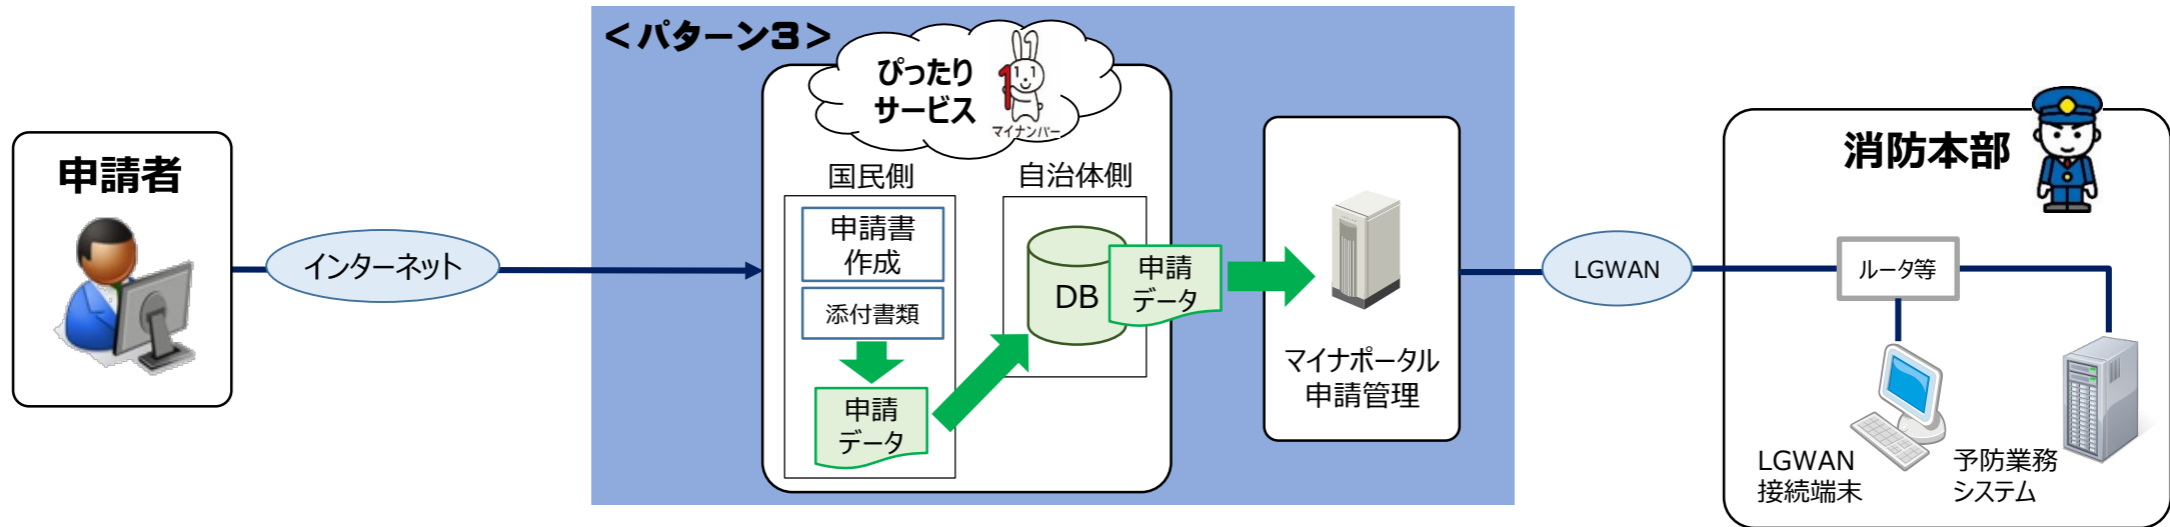 ＜パターン３＞
ぴったり
サービス
マイナンバー
申請者
インターネット
国民側
申請書
作成
添付書類
申請
データ
自治体側
DB
申請
データ
マイナポータル
申請管理
LGWAN
消防本部
ルータ等
LGWAN
接続端末
予防業務
システム